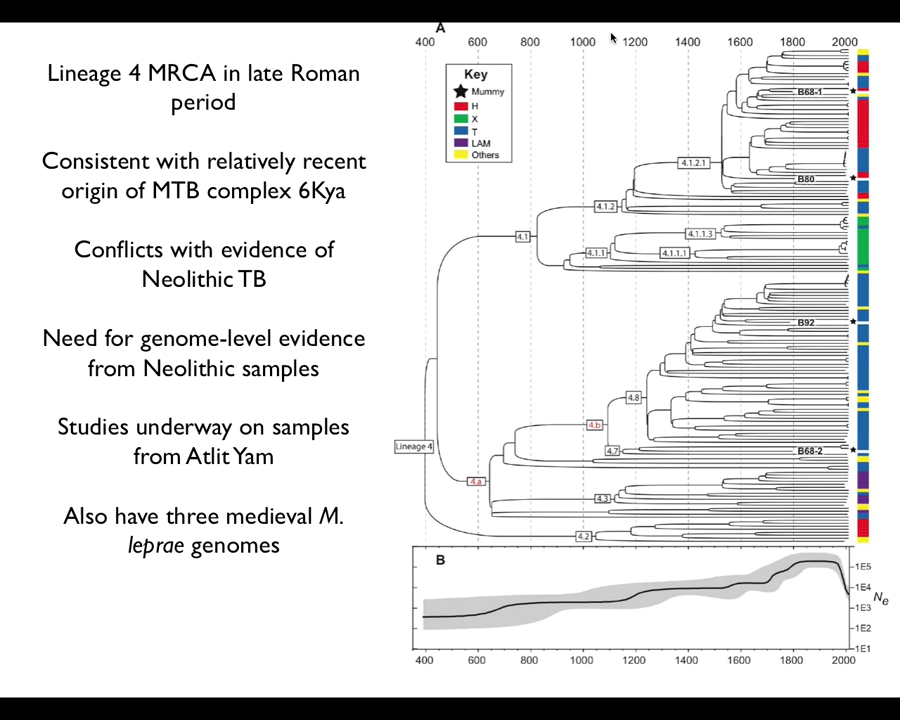 Lineage 4 MRCA in late Roman
period
Consistent with relatively recent
origin of MTB complex 6Kya
Conflicts with evidence of
Neolithic TB
Need for genome-level evidence
from Neolithic samples
Studies underway on samples
from Atlit Yam
Also have three medieval M.
leprae genomes
A
400 600 800 1000 1200 1400 1600 1800 2000
Key
Mummy
H
X
T
LAM
Others
B68-1
4.1.2.1
B80
4.1.2
4.1.1.3
4.1
4.1.1
4.1.1.1
B92
4.8
4.b
Lineage 4
4.7
B68-2
4.a
4.3
4.2
B
1E5
1E4
Ne
1E3
1E2
1E1
400 600 800 1000 1200 1400 1600 1800 2000